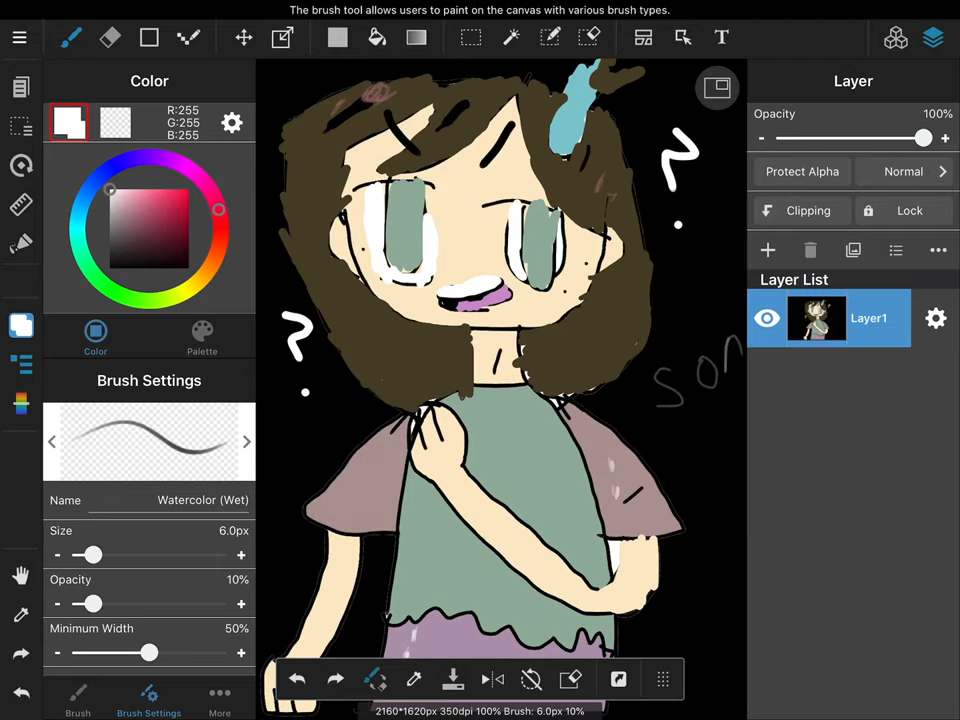 The brush tool allows users to paint on the canvas with various brush types.
T
Color
R:255
G:255
B:255
Color
Palette
Brush Settings
Name Watercolor (Wet)
Size 6.0px
- +
Opacity 10%
- +
Minimum Width 50%
- +
Brush
Brush Settings
More
?
?
son
2160*1620px 350dpi 100% Brush: 6.0px 10%
Layer
Opacity 100%
- +
Protect Alpha
Normal
Clipping
Lock
Layer List
Layer1